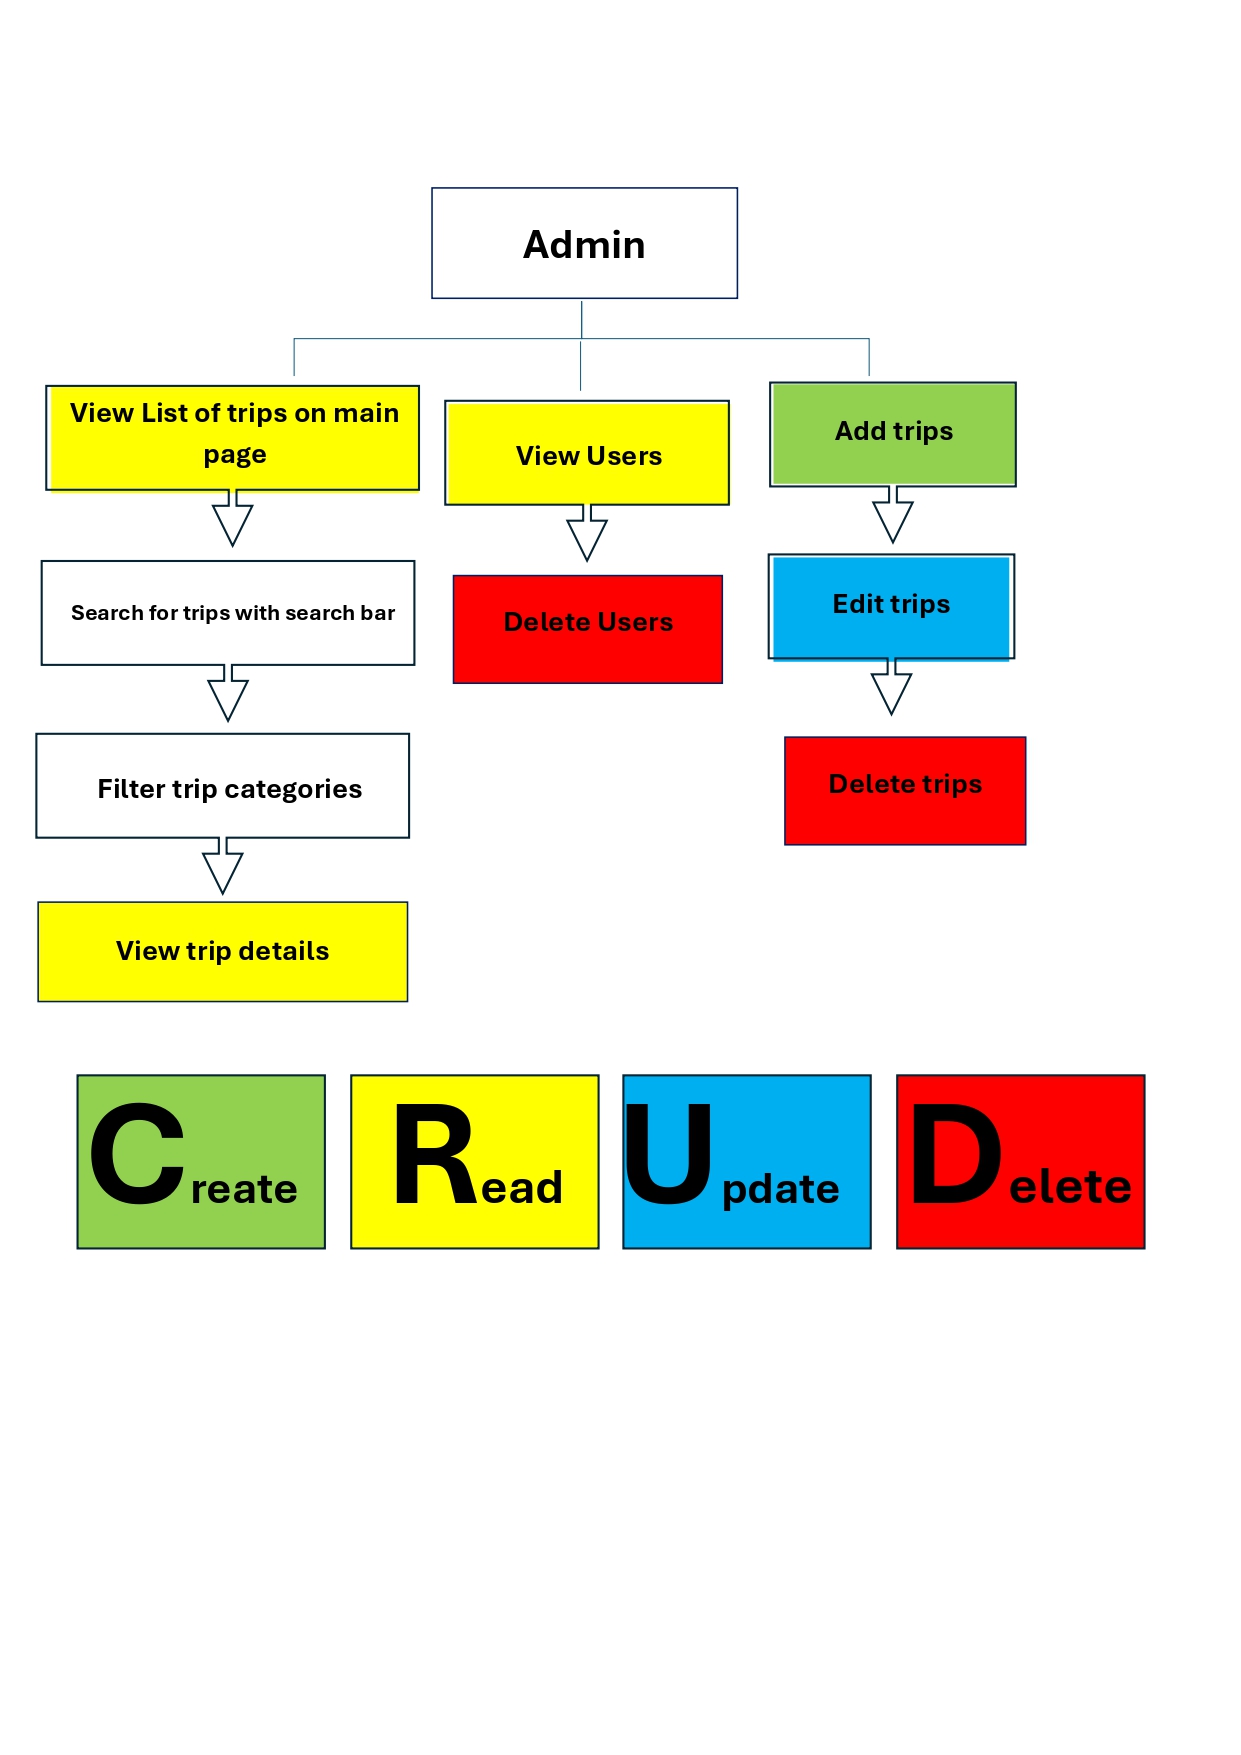 Admin
View List of trips on main
page
View Users
Add trips
Search for trips with search bar
Delete Users
Edit trips
Filter trip categories
Delete trips
View trip details
Create
Read
Update
Delete